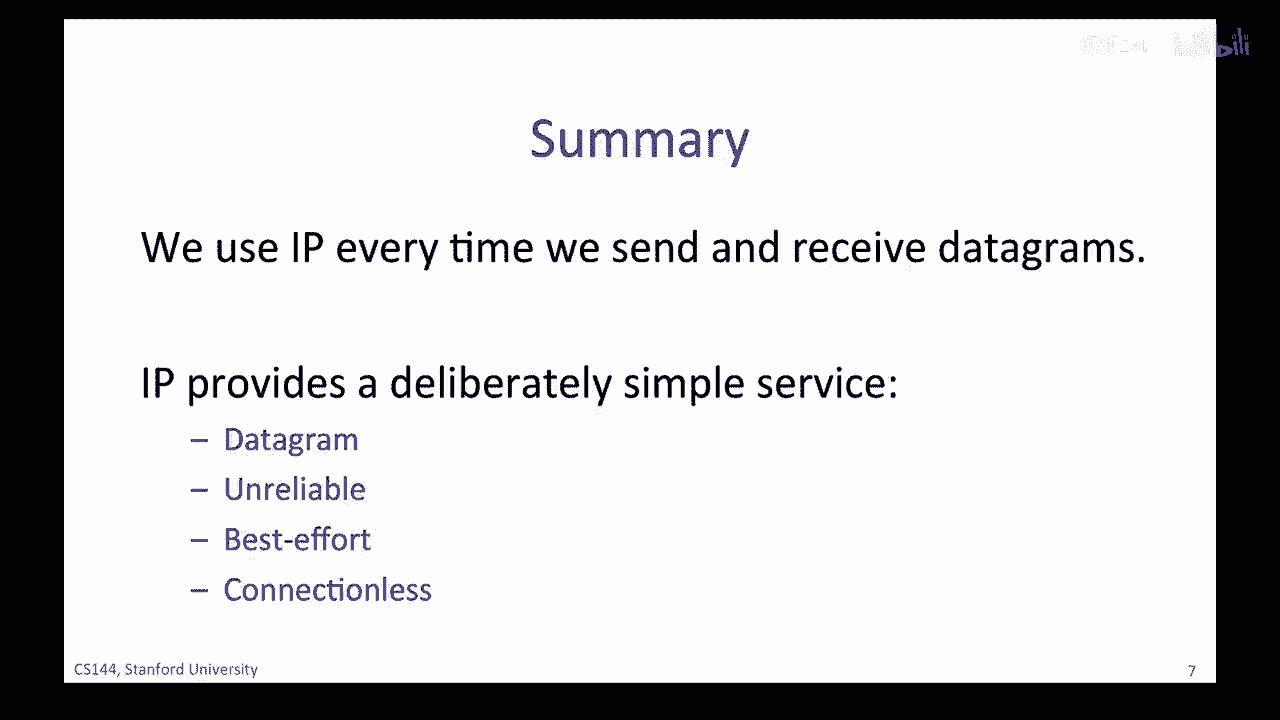 Summary
We use IP every time we send and receive datagrams.
IP provides a deliberately simple service:
– Datagram
– Unreliable
– Best-effort
– Connectionless
CS144, Stanford University
7